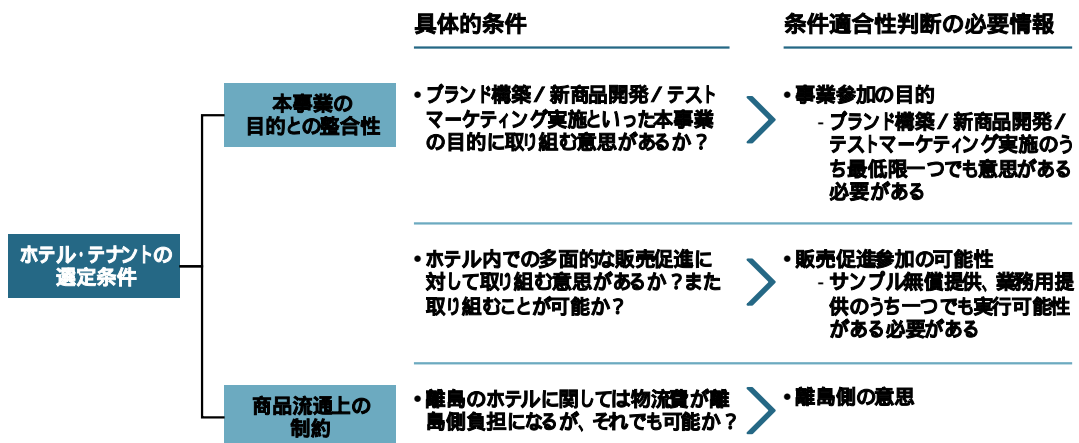 具体的条件
条件適合性判断の必要情報
ホテル・テナントの
選定条件
本事業の
目的との整合性
・ブランド構築/新商品開発/テスト
マーケティング実施といった本事業
の目的に取り組む意思があるか？
・事業参加の目的
- ブランド構築/新商品開発/
テストマーケティング実施のう
ち最低限一つでも意思がある
必要がある
・ホテル内での多面的な販売促進に
対して取り組む意思があるか？また
取り組むことが可能か？
・販売促進参加の可能性
- サンプル無償提供、業務用提
供のうち一つでも実行可能性
がある必要がある
商品流通上の
制約
・離島のホテルに関しては物流費が離
島側負担になるが、それでも可能か？
・離島側の意思